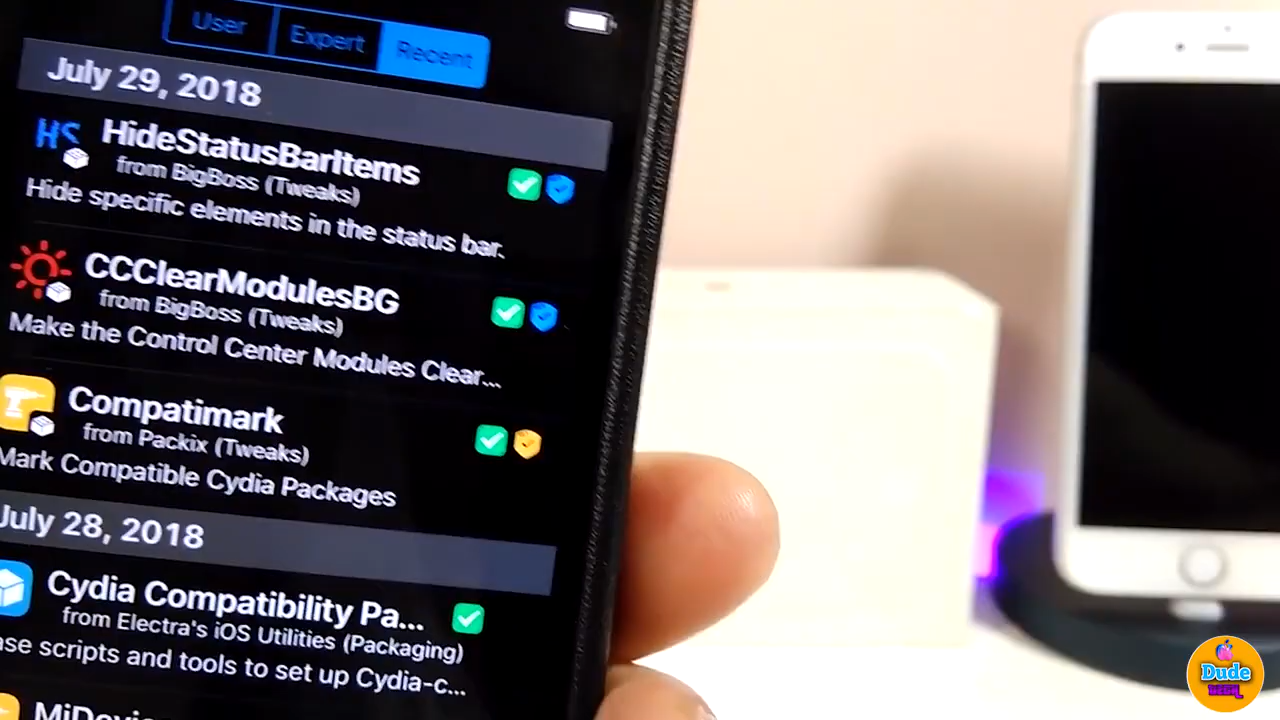 User Expert Recent
July 29, 2018
HS
HideStatusBarItems
from BigBoss (Tweaks)
Hide specific elements in the status bar.
CCClearModulesBG
from BigBoss (Tweaks)
Make the Control Center Modules Clear...
Compatimark
from Packix (Tweaks)
Mark Compatible Cydia Packages
July 28, 2018
Cydia Compatibility Pa...
from Electra's iOS Utilities (Packaging)
ase scripts and tools to set up Cydia-c...
Dude